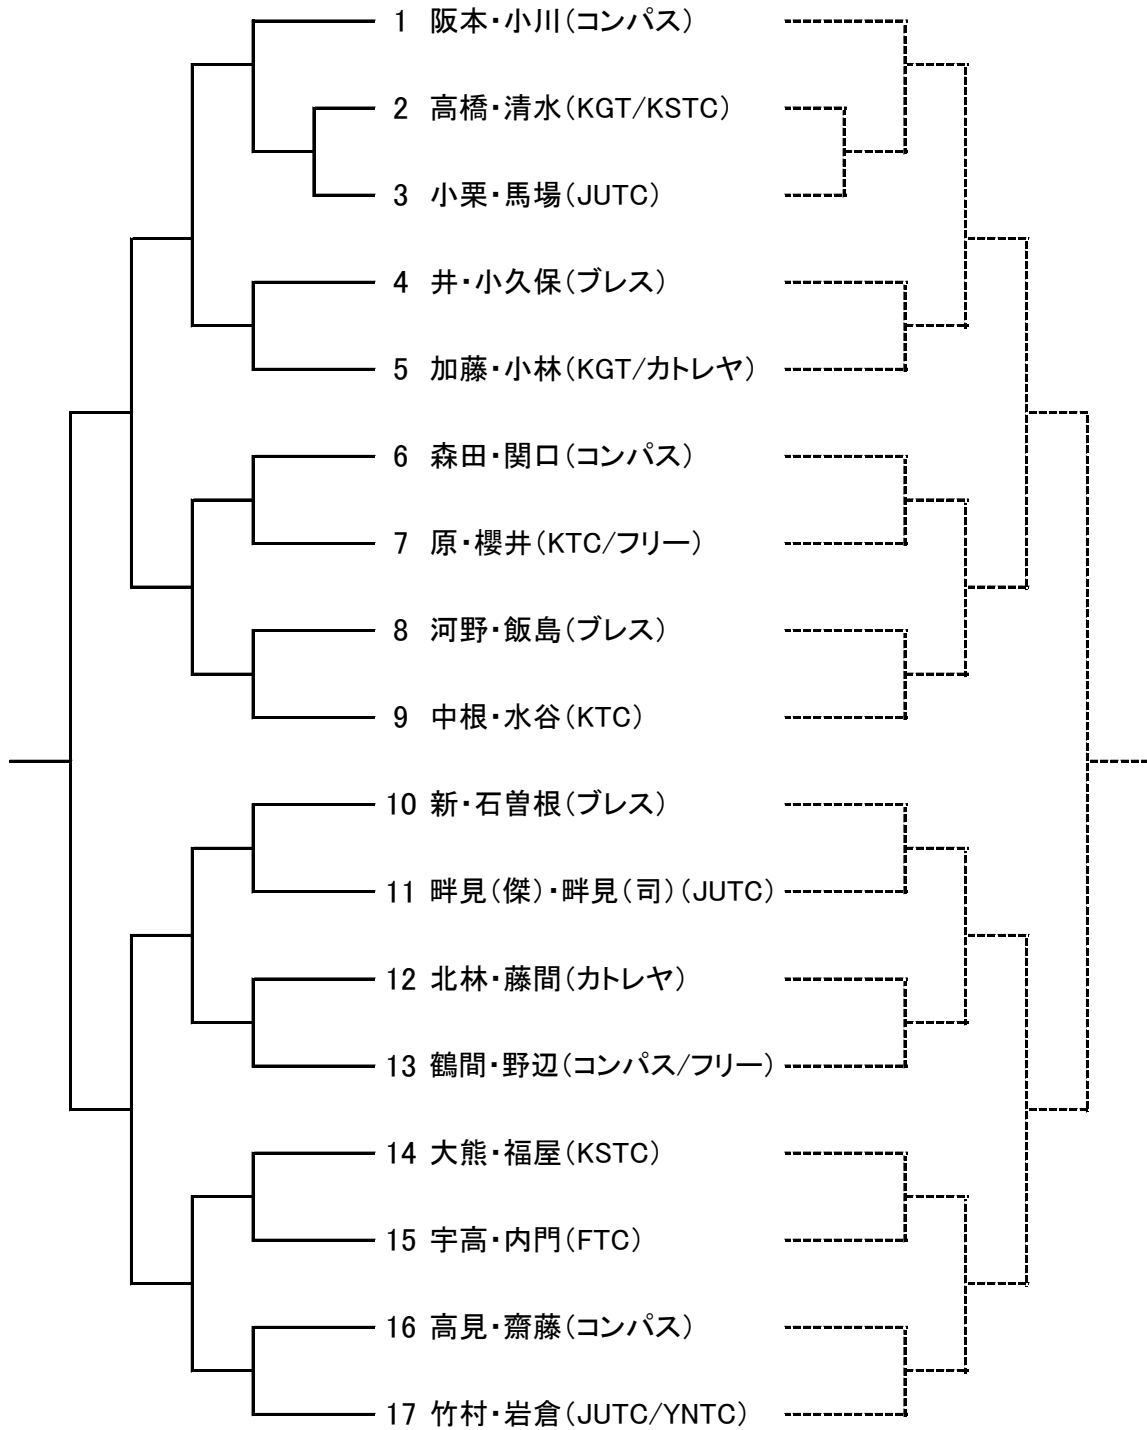 1 阪本・小川(コンパス)
2 高橋・清水(KGT/KSTC)
3 小栗・馬場(JUTC)
4 井・小久保(ブレス)
5 加藤・小林(KGT/カトレヤ)
6 森田・関口(コンパス)
7 原・櫻井(KTC/フリー)
8 河野・飯島(ブレス)
9 中根・水谷(KTC)
10 新・石曽根(ブレス)
11 畔見(傑)・畔見(司)(JUTC)
12 北林・藤間(カトレヤ)
13 鶴間・野辺(コンパス/フリー)
14 大熊・福屋(KSTC)
15 宇高・内門(FTC)
16 高見・齋藤(コンパス)
17 竹村・岩倉(JUTC/YNTC)